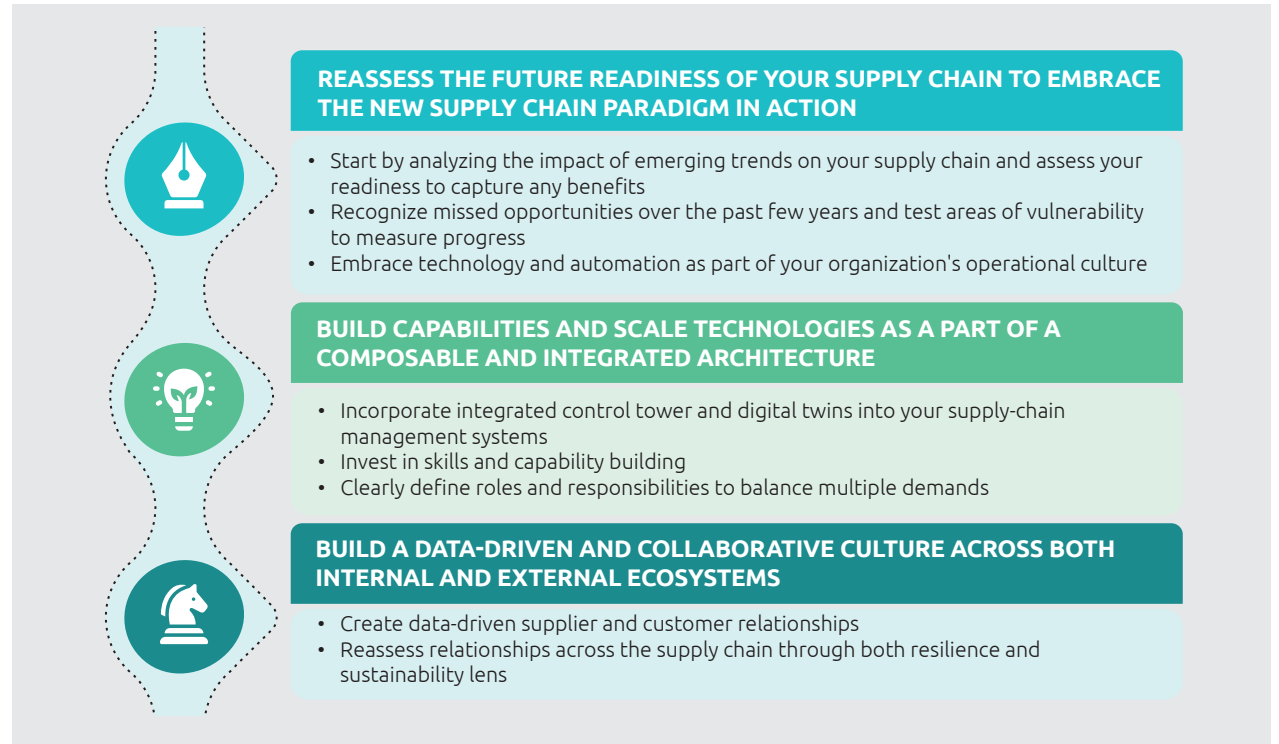 REASSESS THE FUTURE READINESS OF YOUR SUPPLY CHAIN TO EMBRACE
THE NEW SUPPLY CHAIN PARADIGM IN ACTION
• Start by analyzing the impact of emerging trends on your supply chain and assess your
readiness to capture any benefits
• Recognize missed opportunities over the past few years and test areas of vulnerability
to measure progress
• Embrace technology and automation as part of your organization's operational culture
BUILD CAPABILITIES AND SCALE TECHNOLOGIES AS A PART OF A
COMPOSABLE AND INTEGRATED ARCHITECTURE
• Incorporate integrated control tower and digital twins into your supply-chain
management systems
• Invest in skills and capability building
• Clearly define roles and responsibilities to balance multiple demands
BUILD A DATA-DRIVEN AND COLLABORATIVE CULTURE ACROSS BOTH
INTERNAL AND EXTERNAL ECOSYSTEMS
• Create data-driven supplier and customer relationships
• Reassess relationships across the supply chain through both resilience and
sustainability lens